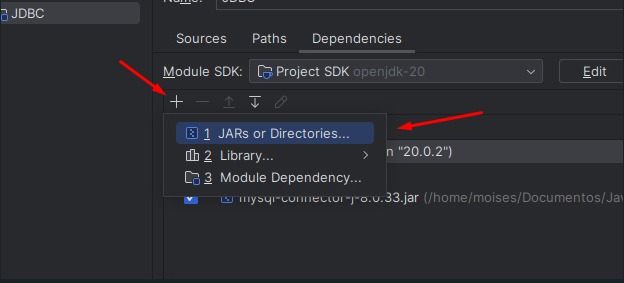 JDBC
Name: JDBC
Sources Paths Dependencies
Module SDK: Project SDK openjdk-20 Edit
1 JARs or Directories...
"20.0.2")
2 Library...
3 Module Dependency...
mysql-connector-j-8.0.33.jar (/home/moises/Documentos/Jav